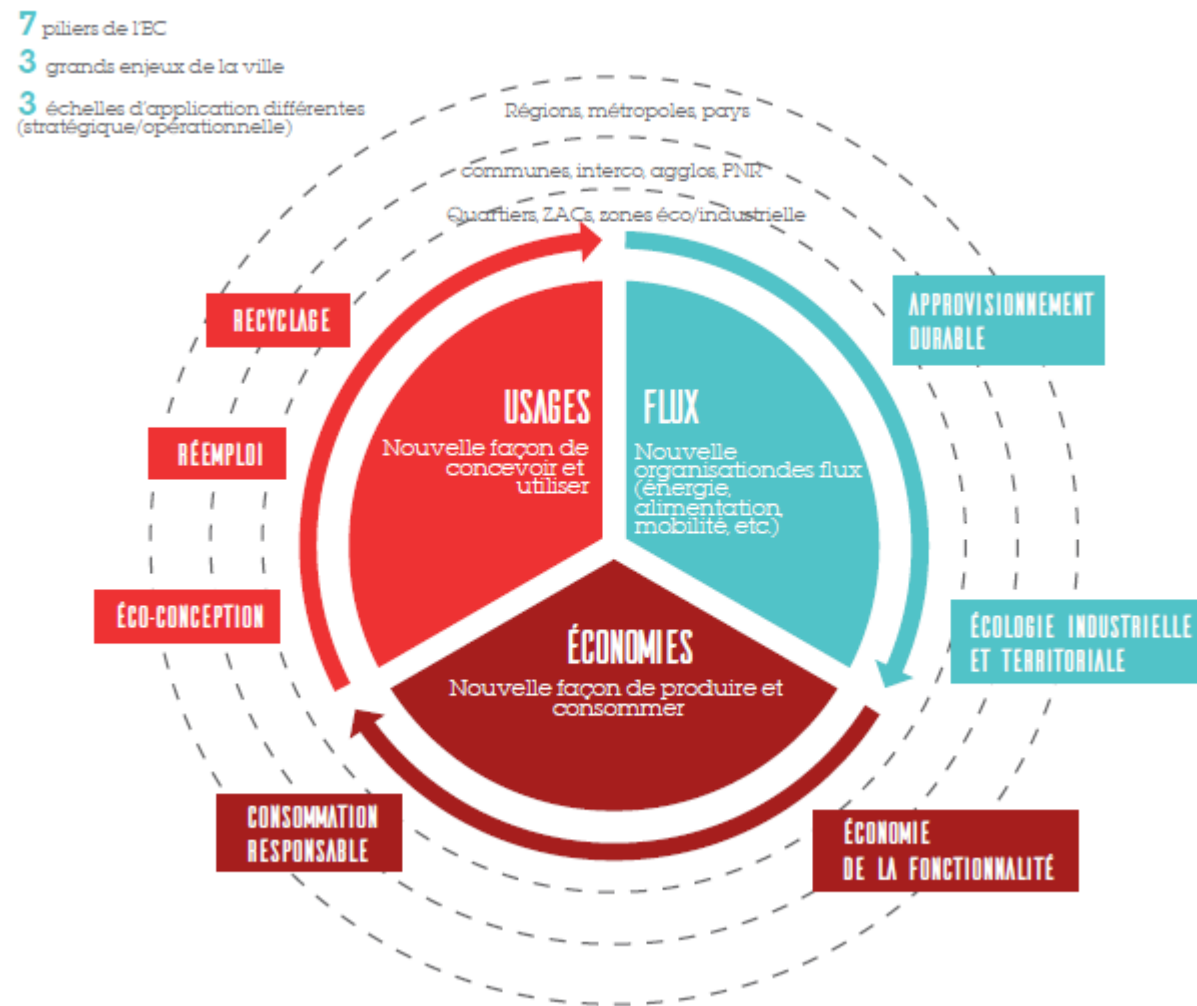 7 piliers de l'EC
3 grands enjeux de la ville
3 échelles d'application différentes
(stratégique/opérationnelle)
Régions, métropoles, pays
communes, interco, agglos, PNR
Quartiers, ZACs, zones éco/industrielle
RECYCLAGE
APPROVISIONNEMENT
DURABLE
RÉEMPLOI
USAGES
Nouvelle façon de
concevoir et
utiliser
FLUX
Nouvelle
organisationdes flux
(énergie,
alimentation,
mobilité, etc.)
ÉCO-CONCEPTION
ÉCOLOGIE INDUSTRIELLE
ET TERRITORIALE
ÉCONOMIES
Nouvelle façon de produire et
consommer
CONSOMMATION
RESPONSABLE
ÉCONOMIE
DE LA FONCTIONNALITÉ